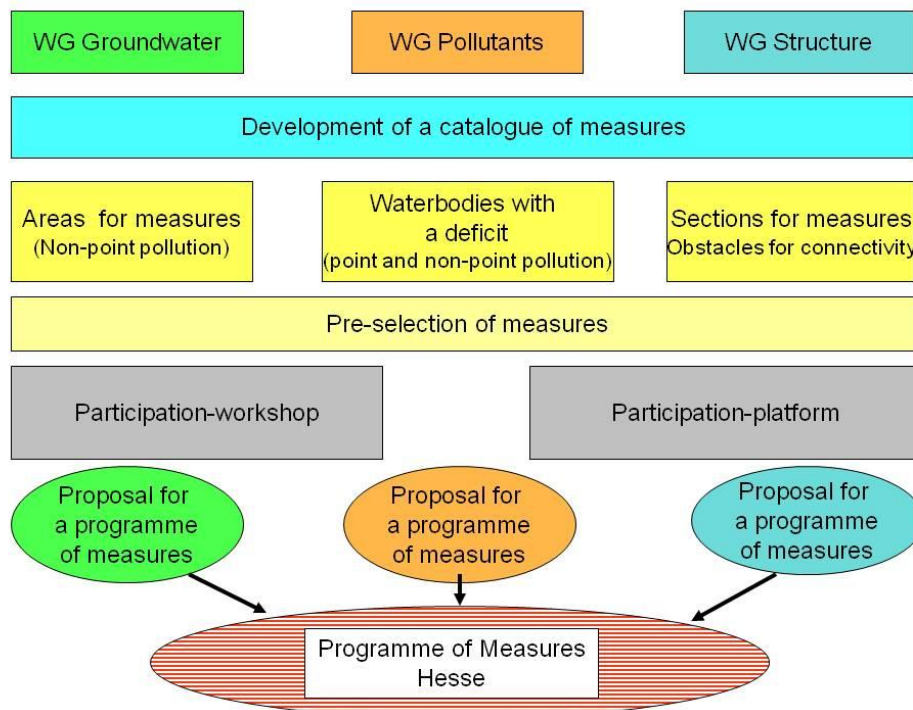 WG Groundwater
WG Pollutants
WG Structure
Development of a catalogue of measures
Areas for measures
(Non-point pollution)
Waterbodies with
a deficit
(point and non-point pollution)
Sections for measures
Obstacles for connectivity
Pre-selection of measures
Participation-workshop
Participation-platform
Proposal for
a programme
of measures
Proposal for
a programme
of measures
Proposal for
a programme
of measures
Programme of Measures
Hesse